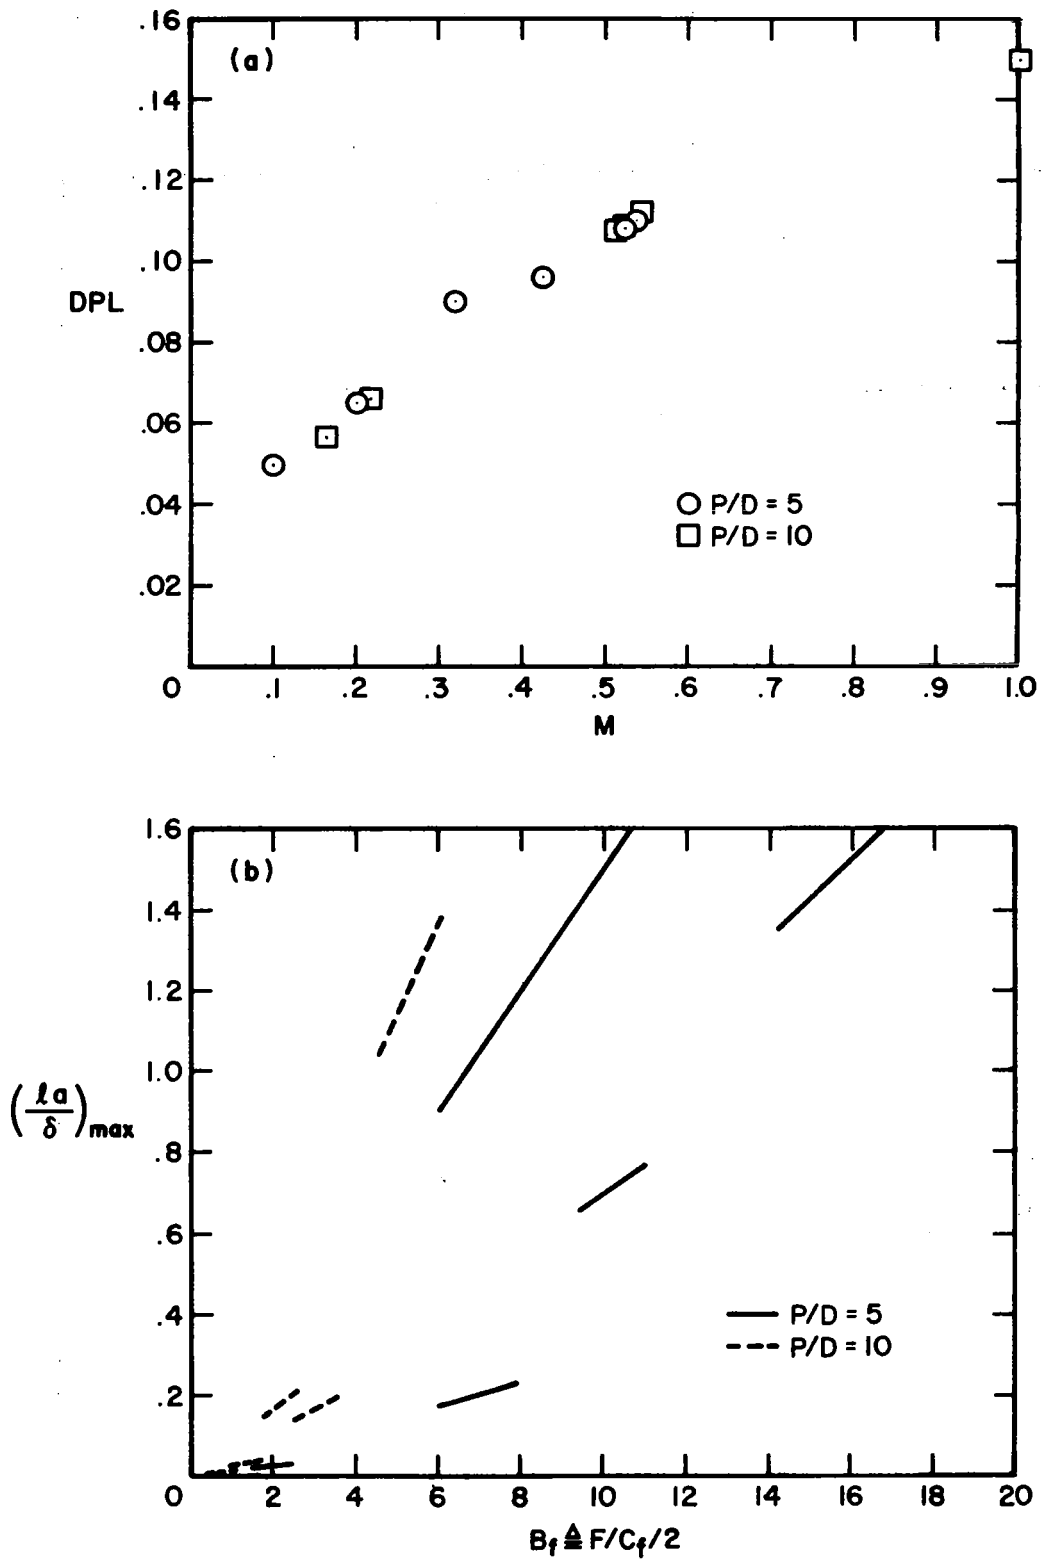 .16
(a)
.14
.12
.10
DPL
.08
.06
.04
P/D = 5
P/D = 10
.02
0 .1 .2 .3 .4 .5 .6 .7 .8 .9 1.0
M
1.6
(b)
1.4
1.2
1.0
(ℓa/δ)max
.8
.6
.4
P/D = 5
P/D = 10
.2
0 2 4 6 8 10 12 14 16 18 20
Bf ≜ F/Cf/2